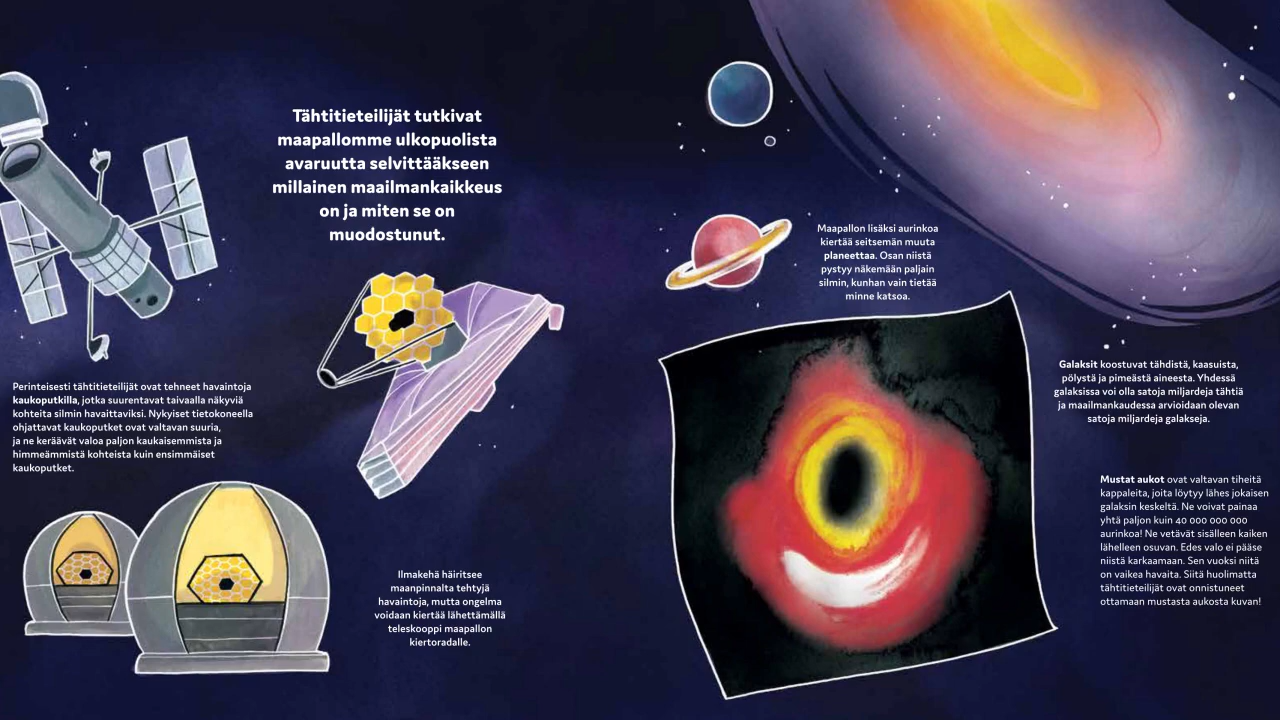 Tähtitieteilijät tutkivat
maapallomme ulkopuolista
avaruutta selvittääkseen
millainen maailmankaikkeus
on ja miten se on
muodostunut.
Perinteisesti tähtitieteilijät ovat tehneet havaintoja
kaukoputkilla, jotka suurentavat taivaalla näkyviä
kohteita silmin havaittaviksi. Nykyiset tietokoneella
ohjattavat kaukoputket ovat valtavan suuria,
ja ne keräävät valoa paljon kaukaisemmista ja
himmeämmistä kohteista kuin ensimmäiset
kaukoputket.
Ilmakehä häiritsee
maanpinnalta tehtyjä
havaintoja, mutta ongelma
voidaan kiertää lähettämällä
teleskooppi maapallon
kiertoradalle.
Maapallon lisäksi aurinkoa
kiertää seitsemän muuta
planeettaa. Osan niistä
pystyy näkemään paljain
silmin, kunhan vain tietää
minne katsoa.
Galaksit koostuvat tähdistä, kaasuista,
pölystä ja pimeästä aineesta. Yhdessä
galaksissa voi olla satoja miljardeja tähtiä
ja maailmankaudessa arvioidaan olevan
satoja miljardeja galakseja.
Mustat aukot ovat valtavan tiheitä
kappaleita, joita löytyy lähes jokaisen
galaksin keskeltä. Ne voivat painaa
yhtä paljon kuin 40 000 000 000
aurinkoa! Ne vetävät sisälleen kaiken
lähelleen osuvan. Edes valo ei pääse
niistä karkaamaan. Sen vuoksi niitä
on vaikea havaita. Siitä huolimatta
tähtitieteilijät ovat onnistuneet
ottamaan mustasta aukosta kuvan!